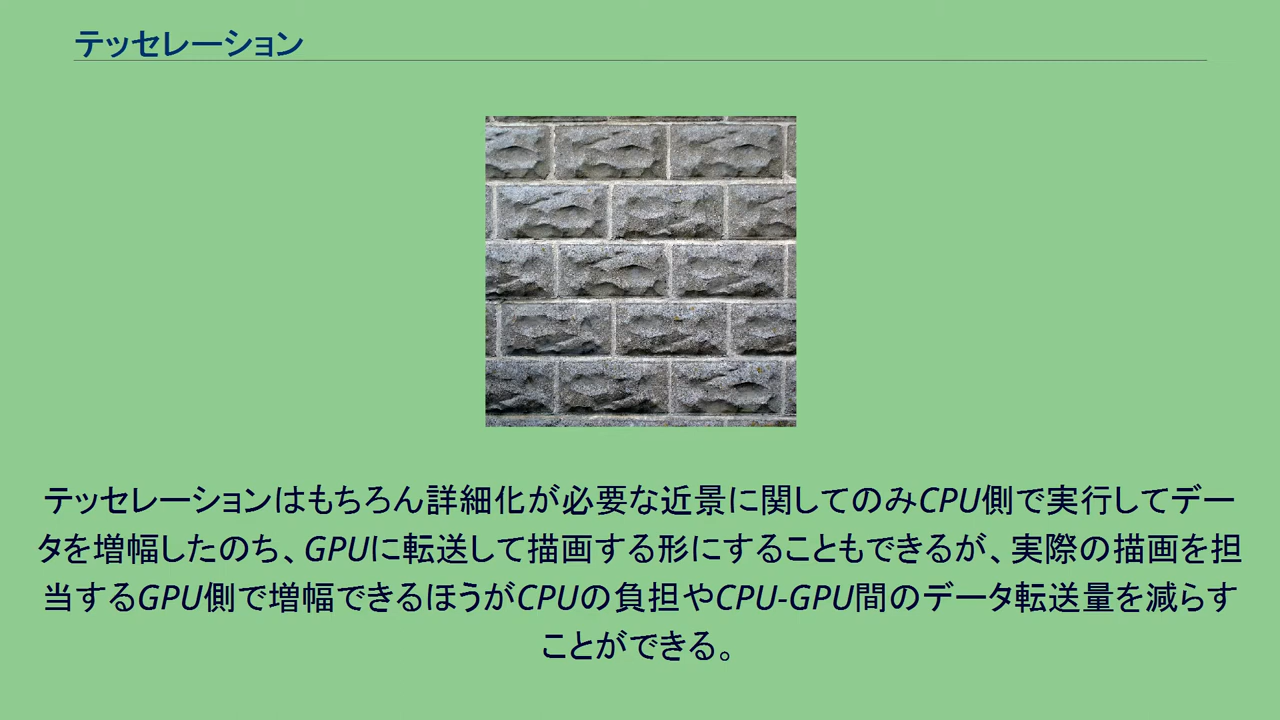 テッセレーション
テッセレーションはもちろん詳細化が必要な近景に関してのみCPU側で実行してデー
タを増幅したのち、GPUに転送して描画する形にすることもできるが、実際の描画を担
当するGPU側で増幅できるほうがCPUの負担やCPU-GPU間のデータ転送量を減らす
ことができる。